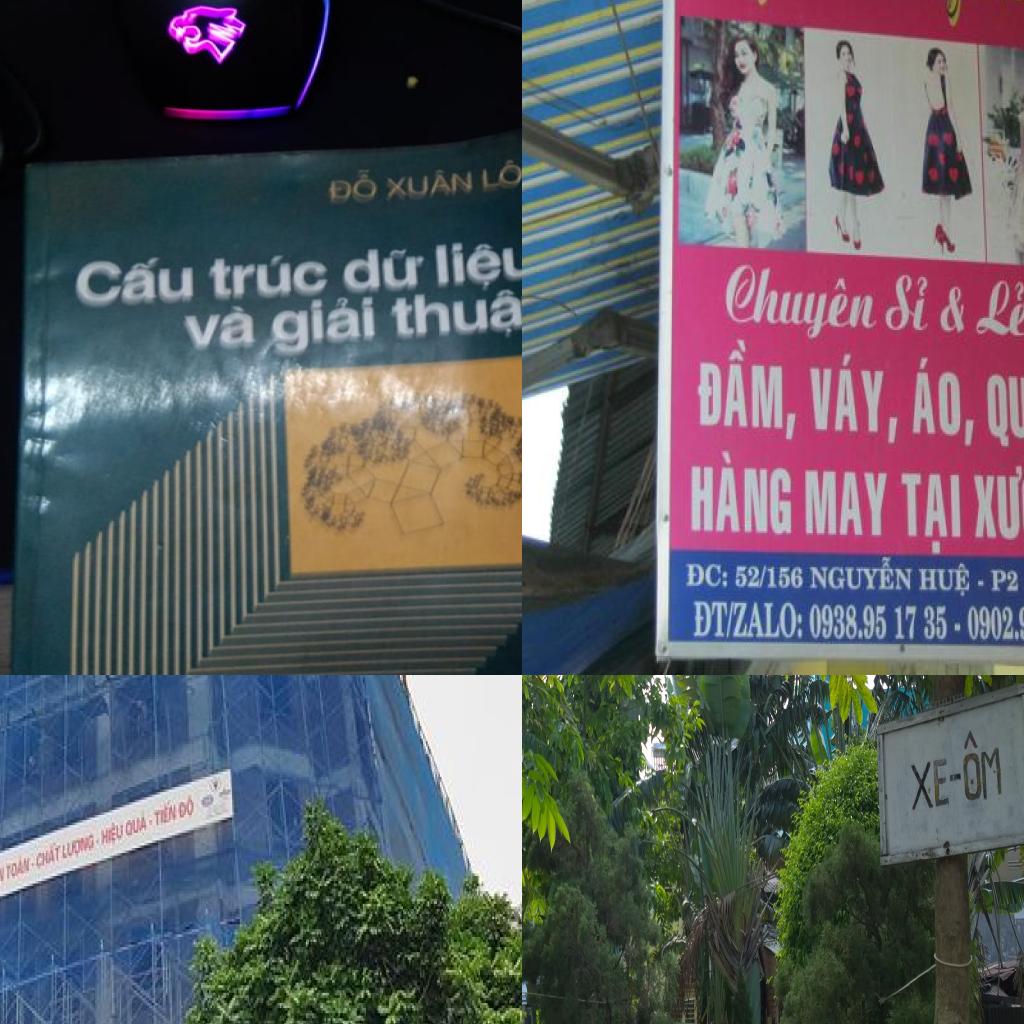 ĐỖ XUÂN LÔ
Cấu trúc dữ liệu
và giải thuậ
Chuyên Sỉ & Lẻ
ĐẦM, VÁY, ÁO, QU
HÀNG MAY TẠI XƯ
ĐC: 52/156 NGUYỄN HUỆ - P2
ĐT/ZALO: 0938.95 17 35 - 0902.9
N TOÀN - CHẤT LƯỢNG - HIỆU QUẢ - TIẾN ĐỘ
XE-ÔM